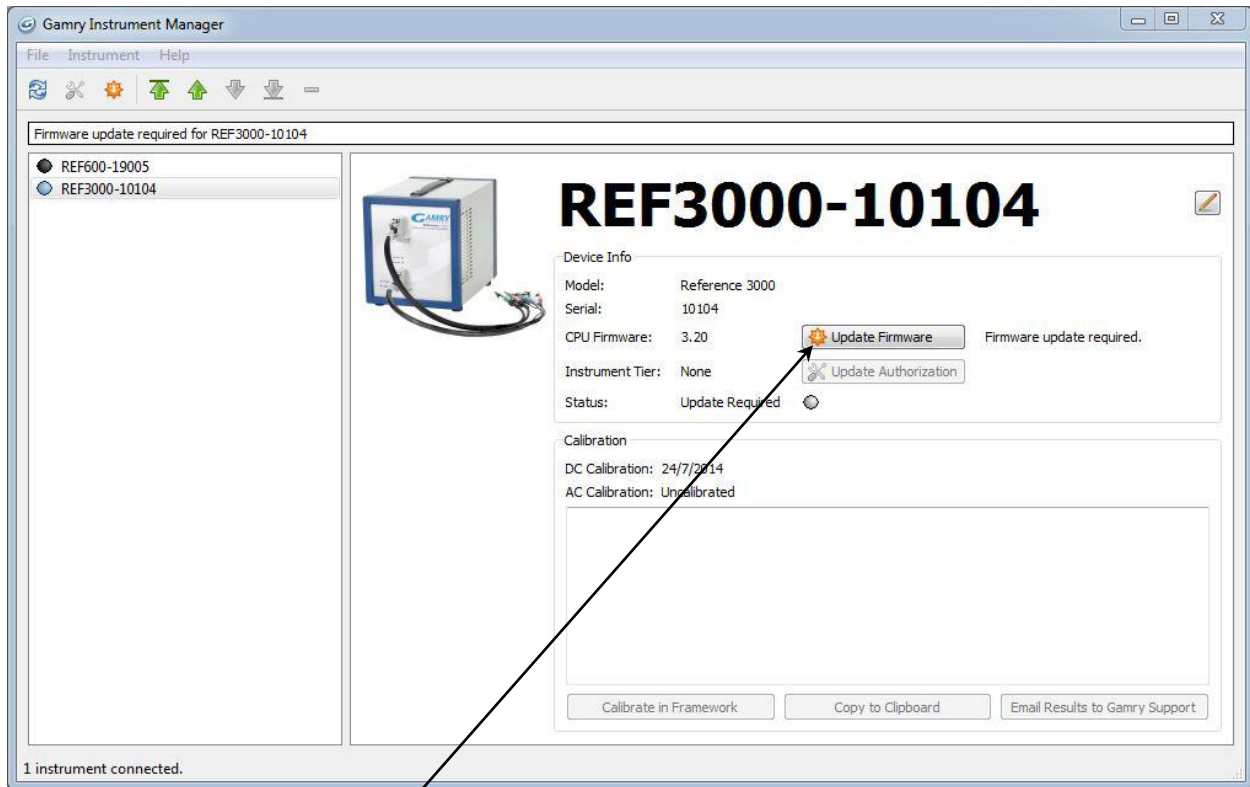 Gamry Instrument Manager
File Instrument Help
Firmware update required for REF3000-10104
REF600-19005
REF3000-10104
GAMRY
REF3000-10104
Device Info
Model: Reference 3000
Serial: 10104
CPU Firmware: 3.20 Update Firmware Firmware update required.
Instrument Tier: None Update Authorization
Status: Update Required
Calibration
DC Calibration: 24/7/2014
AC Calibration: Uncalibrated
Calibrate in Framework Copy to Clipboard Email Results to Gamry Support
1 instrument connected.